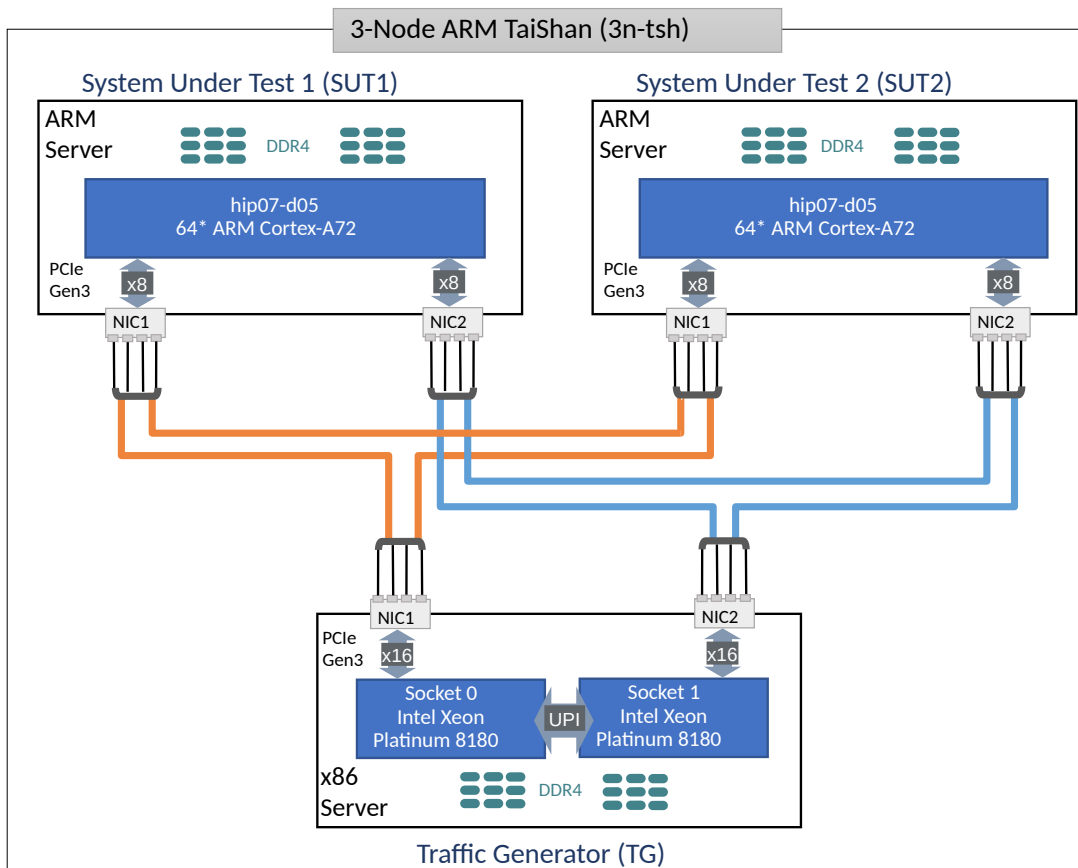 3-Node ARM TaiShan (3n-tsh)
System Under Test 1 (SUT1)
System Under Test 2 (SUT2)
ARM
Server
DDR4
hip07-d05
64* ARM Cortex-A72
PCIe
Gen3
x8
x8
NIC1
NIC2
ARM
Server
DDR4
hip07-d05
64* ARM Cortex-A72
PCIe
Gen3
x8
x8
NIC1
NIC2
NIC1
NIC2
PCIe
Gen3
x16
x16
Socket 0
Intel Xeon
Platinum 8180
UPI
Socket 1
Intel Xeon
Platinum 8180
x86
Server
DDR4
Traffic Generator (TG)